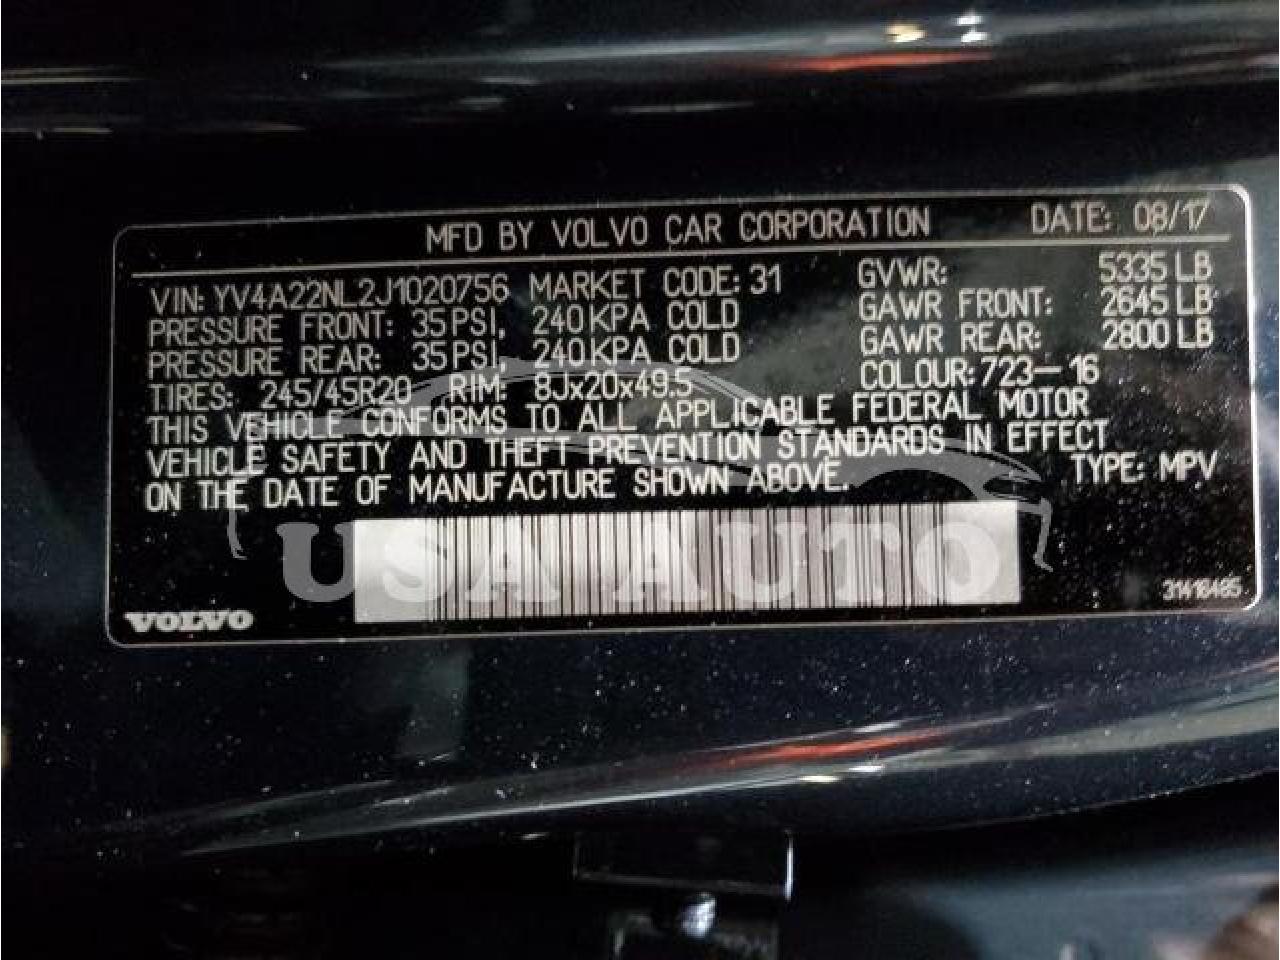 MFD BY VOLVO CAR CORPORATION DATE: 08/17
VIN: YV4A22NL2J1020756 MARKET CODE: 31 GVWR: 5335 LB
PRESSURE FRONT: 35 PSI, 240 KPA COLD GAWR FRONT: 2645 LB
PRESSURE REAR: 35 PSI, 240 KPA COLD GAWR REAR: 2800 LB
TIRES: 245/45R20 RIM: 8Jx20x49.5 COLOUR: 723-16
THIS VEHICLE CONFORMS TO ALL APPLICABLE FEDERAL MOTOR
VEHICLE SAFETY AND THEFT PREVENTION STANDARDS IN EFFECT
ON THE DATE OF MANUFACTURE SHOWN ABOVE. TYPE: MPV
USA AUTO
VOLVO 31416485